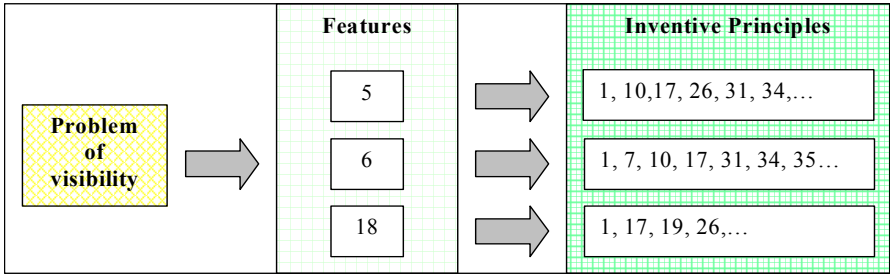 Features
Inventive Principles
5
1, 10,17, 26, 31, 34,…
Problem
of
visibility
6
1, 7, 10, 17, 31, 34, 35…
18
1, 17, 19, 26,…